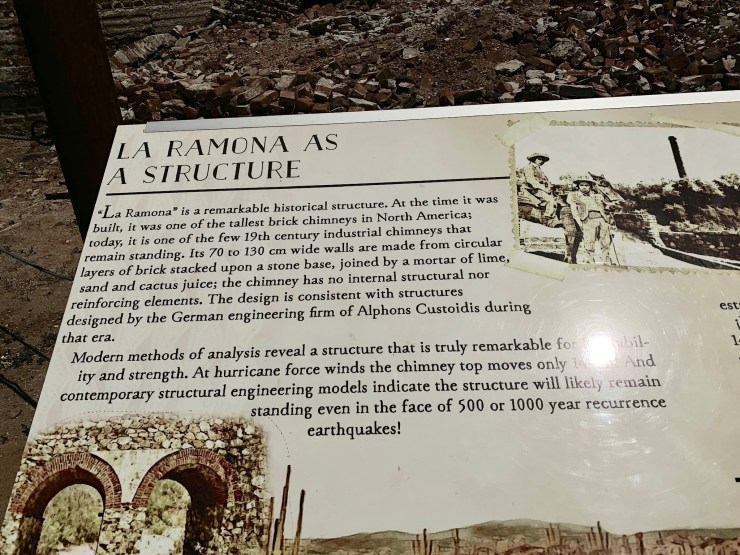 LA RAMONA AS
A STRUCTURE
"La Ramona" is a remarkable historical structure. At the time it was
built, it was one of the tallest brick chimneys in North America;
today, it is one of the few 19th century industrial chimneys that
remain standing. Its 70 to 130 cm wide walls are made from circular
layers of brick stacked upon a stone base, joined by a mortar of lime,
sand and cactus juice; the chimney has no internal structural nor
reinforcing elements. The design is consistent with structures
designed by the German engineering firm of Alphons Custoidis during
that era.
Modern methods of analysis reveal a structure that is truly remarkable for
ity and strength. At hurricane force winds the chimney top moves only And
contemporary structural engineering models indicate the structure will likely remain
standing even in the face of 500 or 1000 year recurrence
earthquakes!